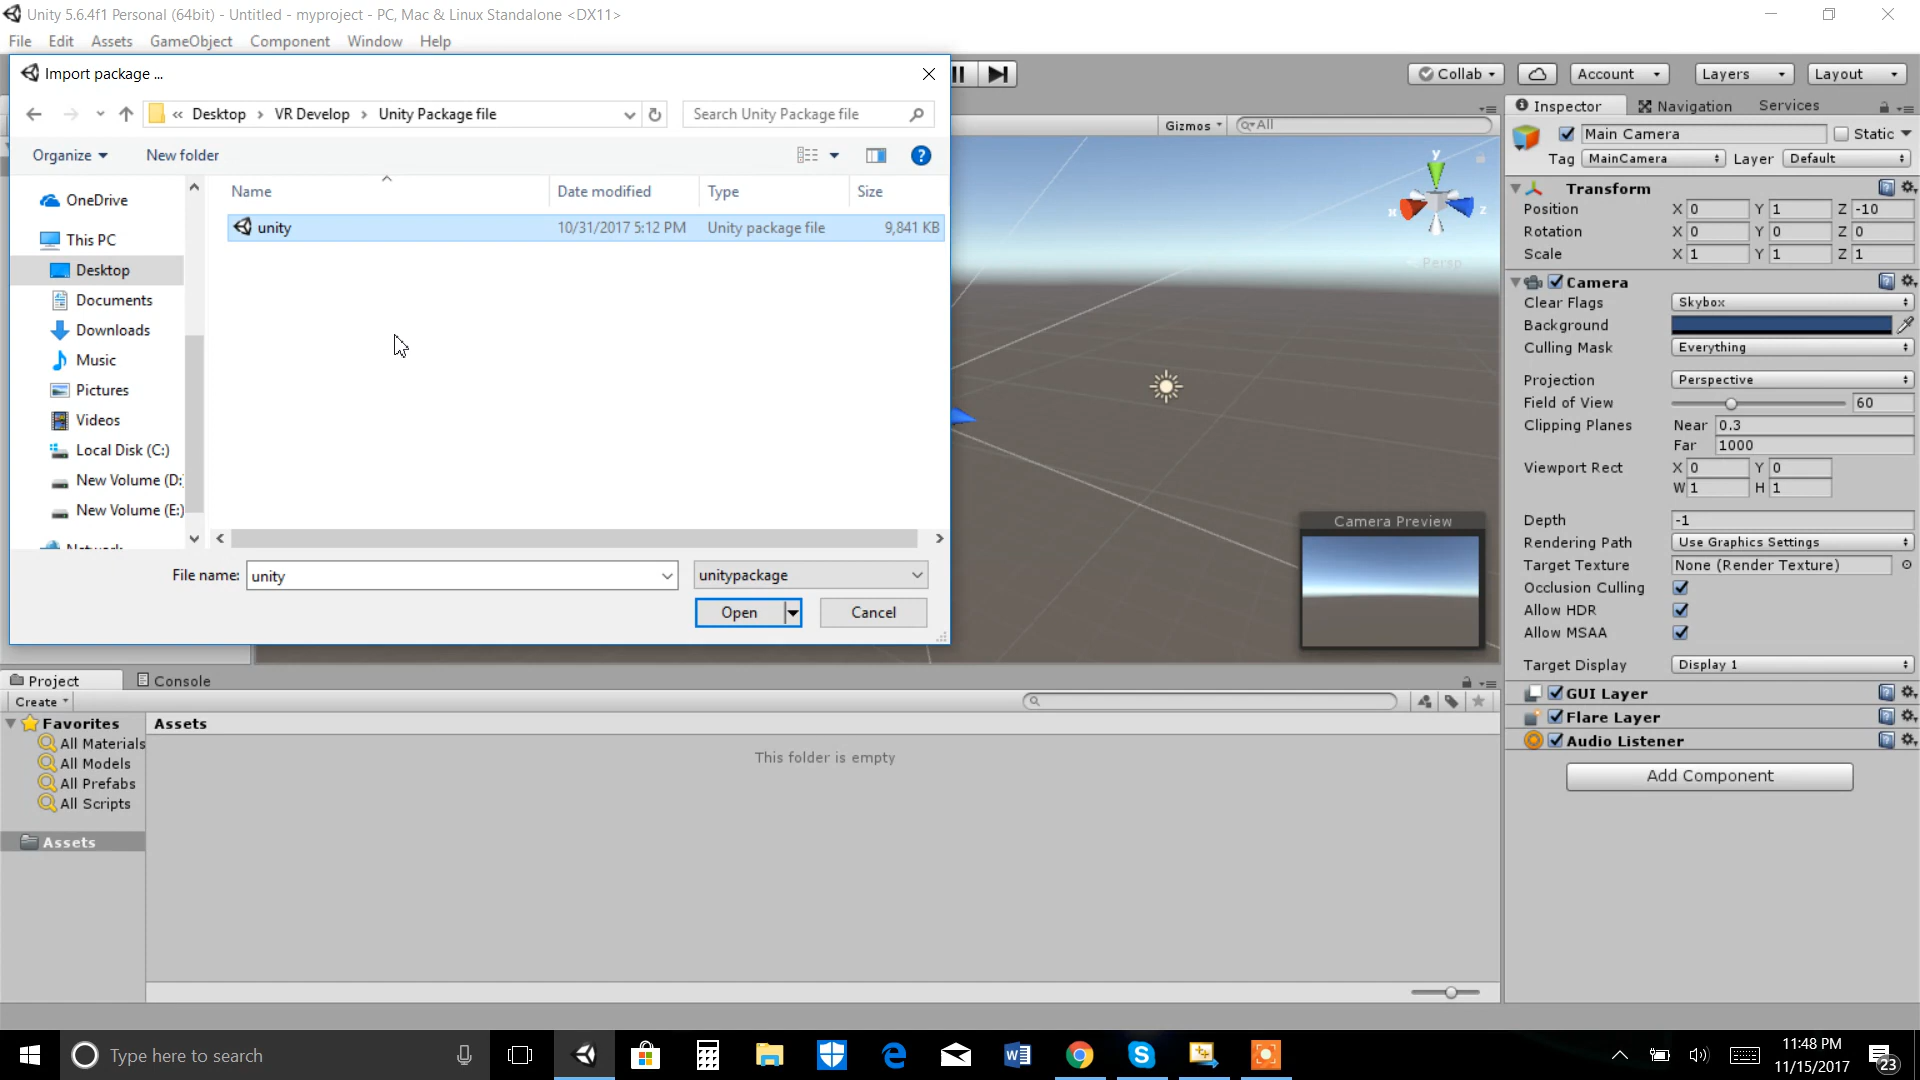 Unity 5.6.4f1 Personal (64bit) - Untitled - myproject - PC, Mac & Linux Standalone <DX11>
File Edit Assets GameObject Component Window Help
Import package ...
Collab Account Layers Layout
« Desktop > VR Develop > Unity Package file Search Unity Package file
Inspector Navigation Services
Gizmos All
Main Camera Static
Organize New folder
Tag MainCamera Layer Default
Name Date modified Type Size
unity 10/31/2017 5:12 PM Unity package file 9,841 KB
OneDrive
This PC
Desktop
Documents
Downloads
Music
Pictures
Videos
Local Disk (C:)
New Volume (D:
New Volume (E:)
Network
File name: unity unitypackage
Open Cancel
y
x z
Persp
Camera Preview
Transform
Position X 0 Y 1 Z -10
Rotation X 0 Y 0 Z 0
Scale X 1 Y 1 Z 1
Camera
Clear Flags Skybox
Background
Culling Mask Everything
Projection Perspective
Field of View 60
Clipping Planes Near 0.3
Far 1000
Viewport Rect X 0 Y 0
W 1 H 1
Depth -1
Rendering Path Use Graphics Settings
Target Texture None (Render Texture)
Occlusion Culling
Allow HDR
Allow MSAA
Target Display Display 1
GUI Layer
Flare Layer
Audio Listener
Add Component
Project Console
Create
Favorites Assets
All Materials
All Models
All Prefabs
All Scripts
Assets
This folder is empty
Type here to search
11:48 PM
11/15/2017
23